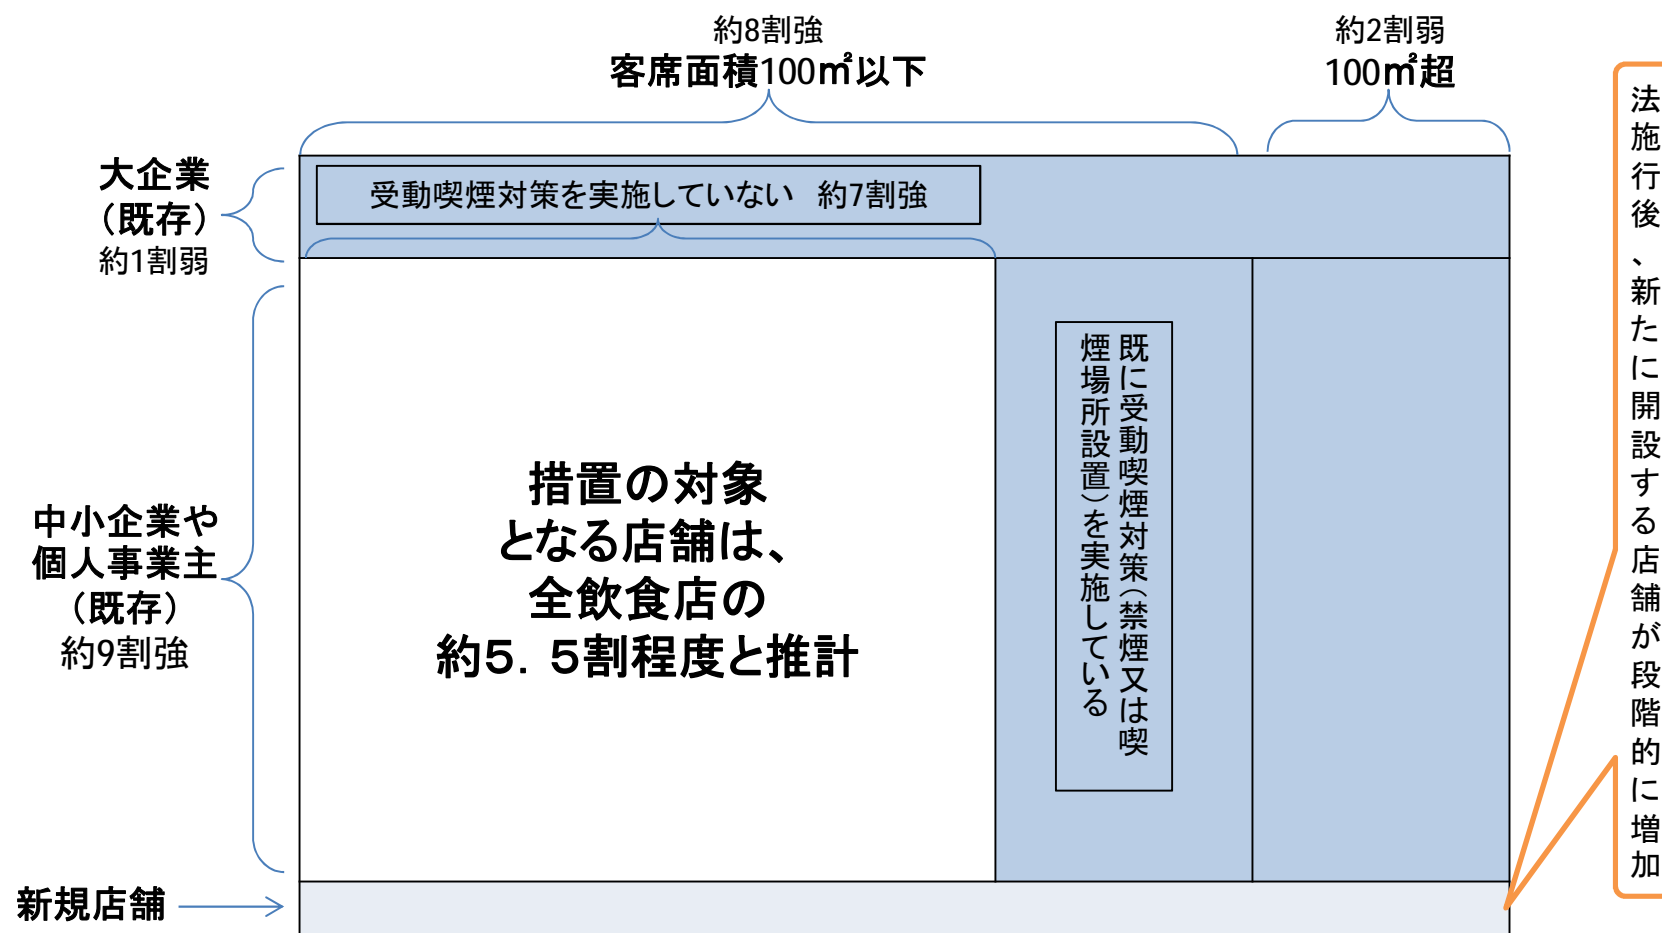 約8割強
客席面積100㎡以下
約2割弱
100㎡超
大企業
（既存）
約1割弱
受動喫煙対策を実施していない　約7割強
中小企業や
個人事業主
（既存）
約9割強
措置の対象
となる店舗は、
全飲食店の
約５．５割程度と推計
既に受動喫煙対策（禁煙又は喫
煙場所設置）を実施している
新規店舗
法施行後、新たに開設する店舗が段階的に増加